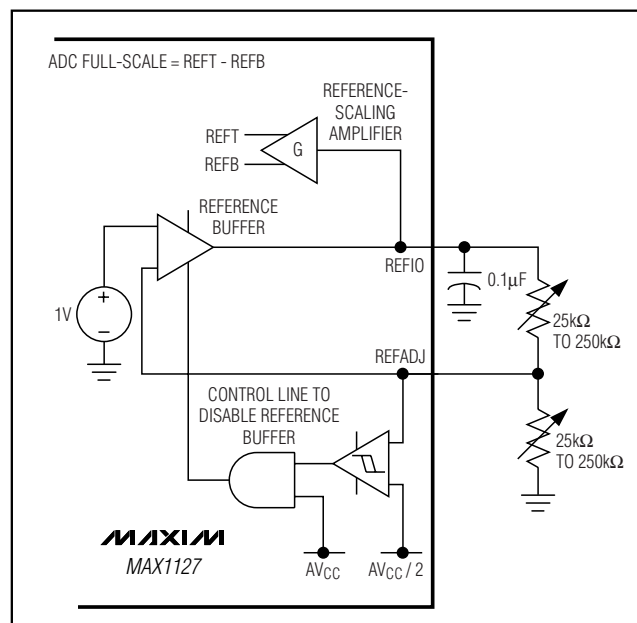 ADC FULL-SCALE = REFT - REFB
REFERENCE-
SCALING
AMPLIFIER
REFT
REFB
G
REFERENCE
BUFFER
REFIO
0.1µF
1V
+
−
25kΩ
TO 250kΩ
REFADJ
CONTROL LINE TO
DISABLE REFERENCE
BUFFER
25kΩ
TO 250kΩ
MAXIM
MAX1127
AVCC
AVCC / 2